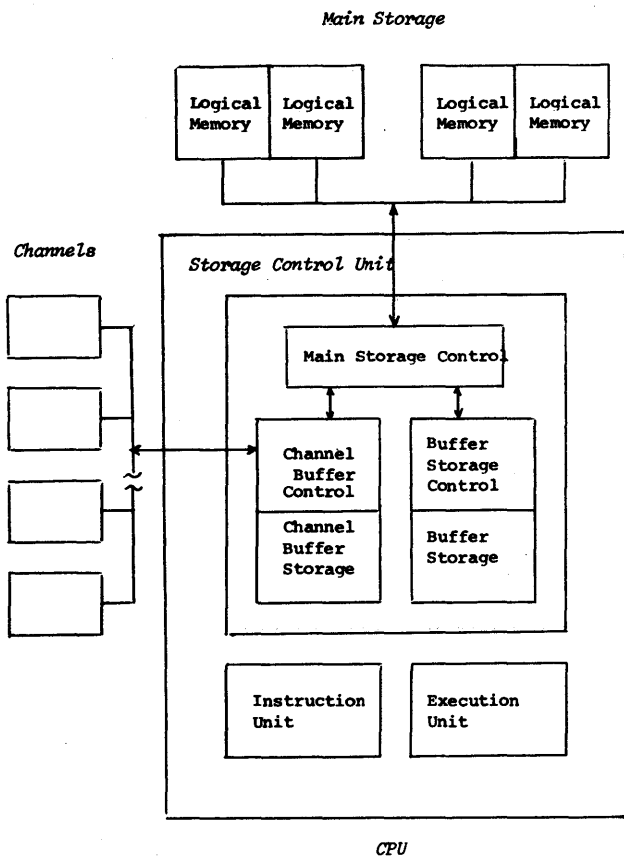 Main Storage
Logical Memory
Logical Memory
Logical Memory
Logical Memory
Channels
Storage Control Unit
Main Storage Control
Channel
Buffer
Control
Buffer
Storage
Control
Channel
Buffer
Storage
Buffer
Storage
Instruction
Unit
Execution
Unit
CPU